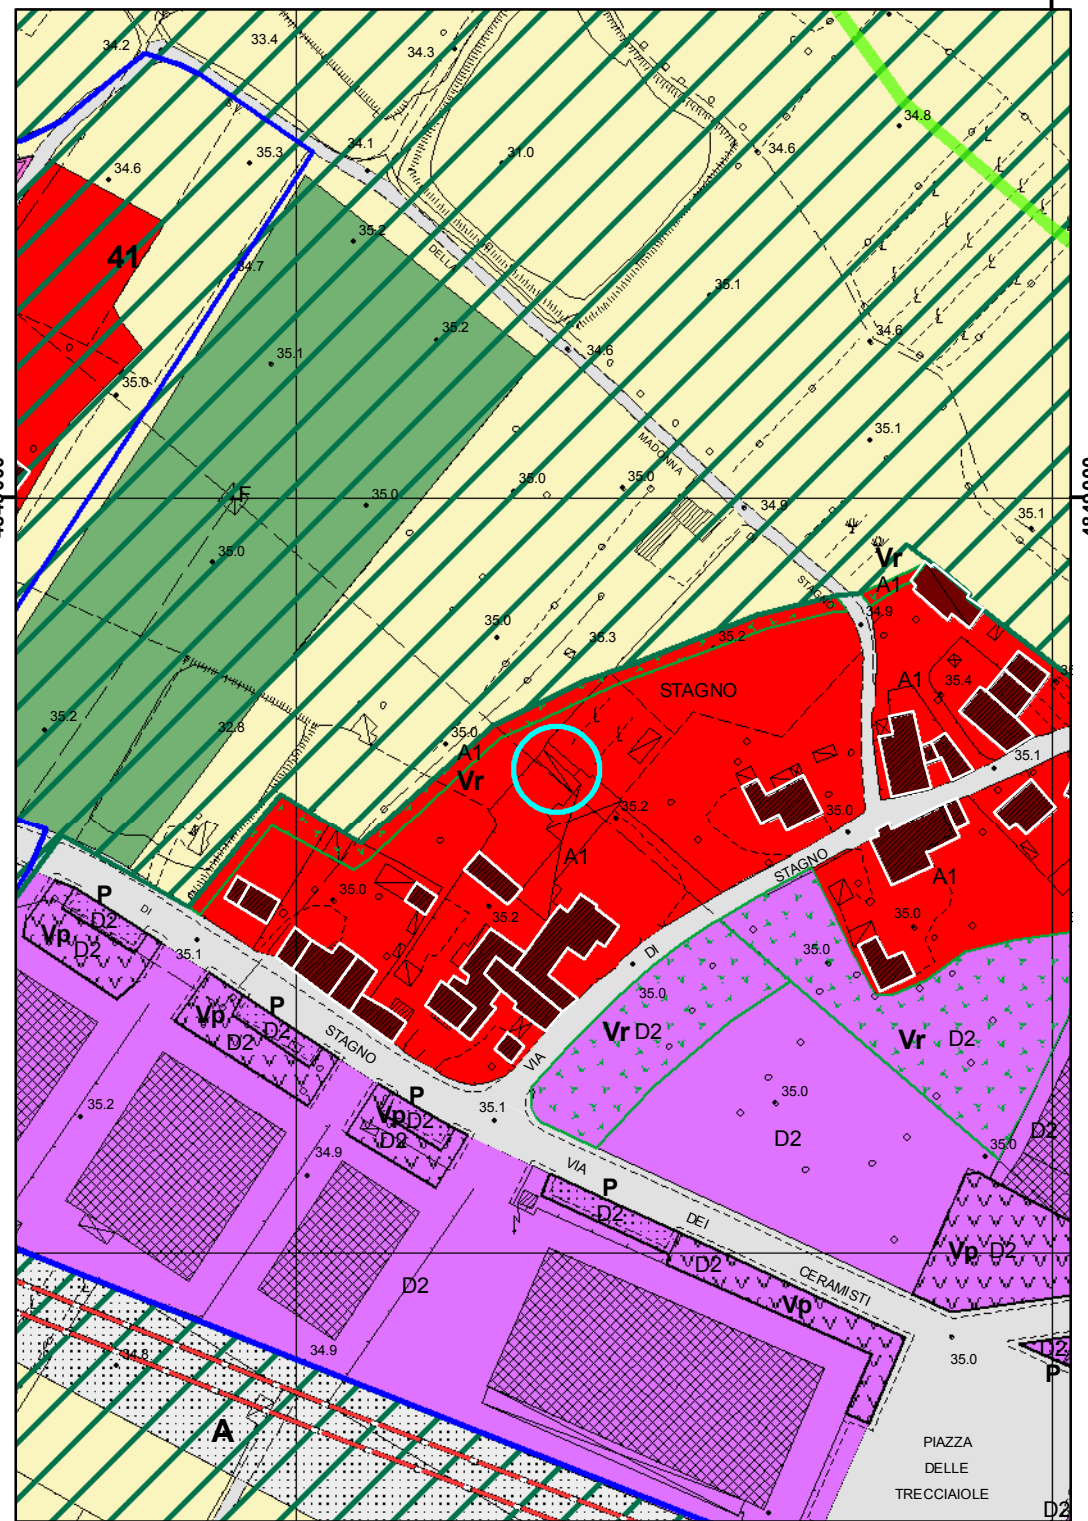 34.2
33.4
34.3
34.8
34.1
35.3
31.0
34.6
34.6
35.2
41
34.7
DELLA
35.1
35.2
34.6
34.6
35.1
35.0
35.1
MADONNA
35.0
35.0
35.0
34.9
F
35.1
35.0
DI
Vr
A1
STAGNO
34.9
35.0
35.3
35.2
A1
35.4
STAGNO
35.2
32.8
35.0
A1
Vr
35.1
35.2
35.0
STAGNO
A1
A1
P
D2
DI
35.0
35.2
35.0
Vp
D2
35.1
DI
35.0
35.0
P
Vp
D2
D2
STAGNO
VIA
Vr D2
Vr
D2
35.2
P
Vp
D2
D2
35.1
35.0
D2
D2
35.0
34.9
VIA
P
D2
DEI
D2
Vp
D2
CERAMISTI
D2
Vp
34.9
34.8
35.0
D2
P
A
PIAZZA
DELLE
TRECCIAIOLE
D2